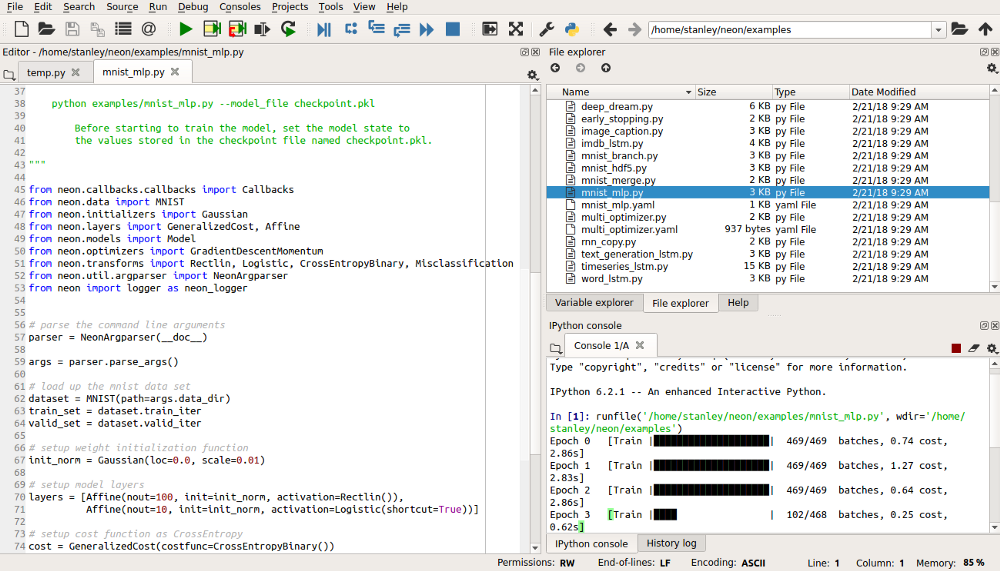 File Edit Search Source Run Debug Consoles Projects Tools View Help
/home/stanley/neon/examples
Editor - /home/stanley/neon/examples/mnist_mlp.py
temp.py
mnist_mlp.py
37
38 python examples/mnist_mlp.py --model_file checkpoint.pkl
39
40 Before starting to train the model, set the model state to
41 the values stored in the checkpoint file named checkpoint.pkl.
42
43 """
44
45 from neon.callbacks.callbacks import Callbacks
46 from neon.data import MNIST
47 from neon.initializers import Gaussian
48 from neon.layers import GeneralizedCost, Affine
49 from neon.models import Model
50 from neon.optimizers import GradientDescentMomentum
51 from neon.transforms import Rectlin, Logistic, CrossEntropyBinary, Misclassification
52 from neon.util.argparser import NeonArgparser
53 from neon import logger as neon_logger
54
55
56 # parse the command line arguments
57 parser = NeonArgparser(__doc__)
58
59 args = parser.parse_args()
60
61 # load up the mnist data set
62 dataset = MNIST(path=args.data_dir)
63 train_set = dataset.train_iter
64 valid_set = dataset.valid_iter
65
66 # setup weight initialization function
67 init_norm = Gaussian(loc=0.0, scale=0.01)
68
69 # setup model layers
70 layers = [Affine(nout=100, init=init_norm, activation=Rectlin()),
71 Affine(nout=10, init=init_norm, activation=Logistic(shortcut=True))]
72
73 # setup cost function as CrossEntropy
74 cost = GeneralizedCost(costfunc=CrossEntropyBinary())
File explorer
Name Size Type Date Modified
deep_dream.py 6 KB py File 2/21/18 9:29 AM
early_stopping.py 2 KB py File 2/21/18 9:29 AM
image_caption.py 3 KB py File 2/21/18 9:29 AM
imdb_lstm.py 4 KB py File 2/21/18 9:29 AM
mnist_branch.py 3 KB py File 2/21/18 9:29 AM
mnist_hdf5.py 3 KB py File 2/21/18 9:29 AM
mnist_merge.py 2 KB py File 2/21/18 9:29 AM
mnist_mlp.py 3 KB py File 2/21/18 9:29 AM
mnist_mlp.yaml 1 KB yaml File 2/21/18 9:29 AM
multi_optimizer.py 2 KB py File 2/21/18 9:29 AM
multi_optimizer.yaml 937 bytes yaml File 2/21/18 9:29 AM
rnn_copy.py 2 KB py File 2/21/18 9:29 AM
text_generation_lstm.py 3 KB py File 2/21/18 9:29 AM
timeseries_lstm.py 15 KB py File 2/21/18 9:29 AM
word_lstm.py 3 KB py File 2/21/18 9:29 AM
Variable explorer File explorer Help
IPython console
Console 1/A
Type "copyright", "credits" or "license" for more information.
IPython 6.2.1 -- An enhanced Interactive Python.
In [1]: runfile('/home/stanley/neon/examples/mnist_mlp.py', wdir='/home/
stanley/neon/examples')
Epoch 0 [Train |████████████████████| 469/469 batches, 0.74 cost,
2.86s]
Epoch 1 [Train |████████████████████| 469/469 batches, 1.27 cost,
2.83s]
Epoch 2 [Train |████████████████████| 469/469 batches, 0.64 cost,
2.86s]
Epoch 3 [Train |████ | 102/468 batches, 0.25 cost,
0.62s]
IPython console History log
Permissions: RW End-of-lines: LF Encoding: ASCII Line: 1 Column: 1 Memory: 85 %